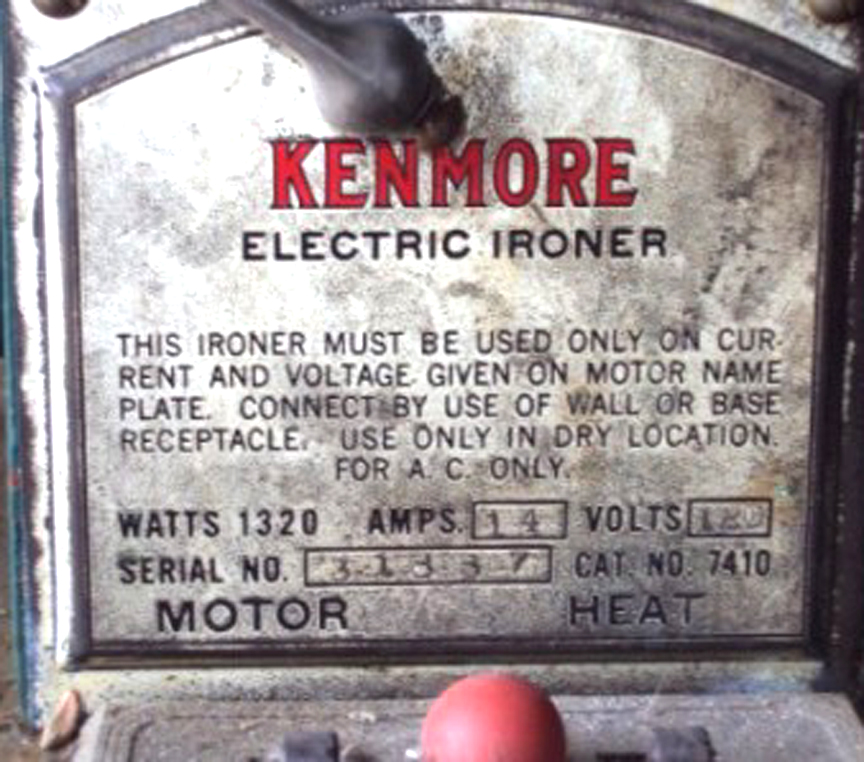 KENMORE
ELECTRIC IRONER
THIS IRONER MUST BE USED ONLY ON CUR-
RENT AND VOLTAGE GIVEN ON MOTOR NAME
PLATE. CONNECT BY USE OF WALL OR BASE
RECEPTACLE. USE ONLY IN DRY LOCATION.
FOR A. C. ONLY.
WATTS 1320 AMPS. 14 VOLTS
SERIAL NO. CAT. NO. 7410
MOTOR HEAT